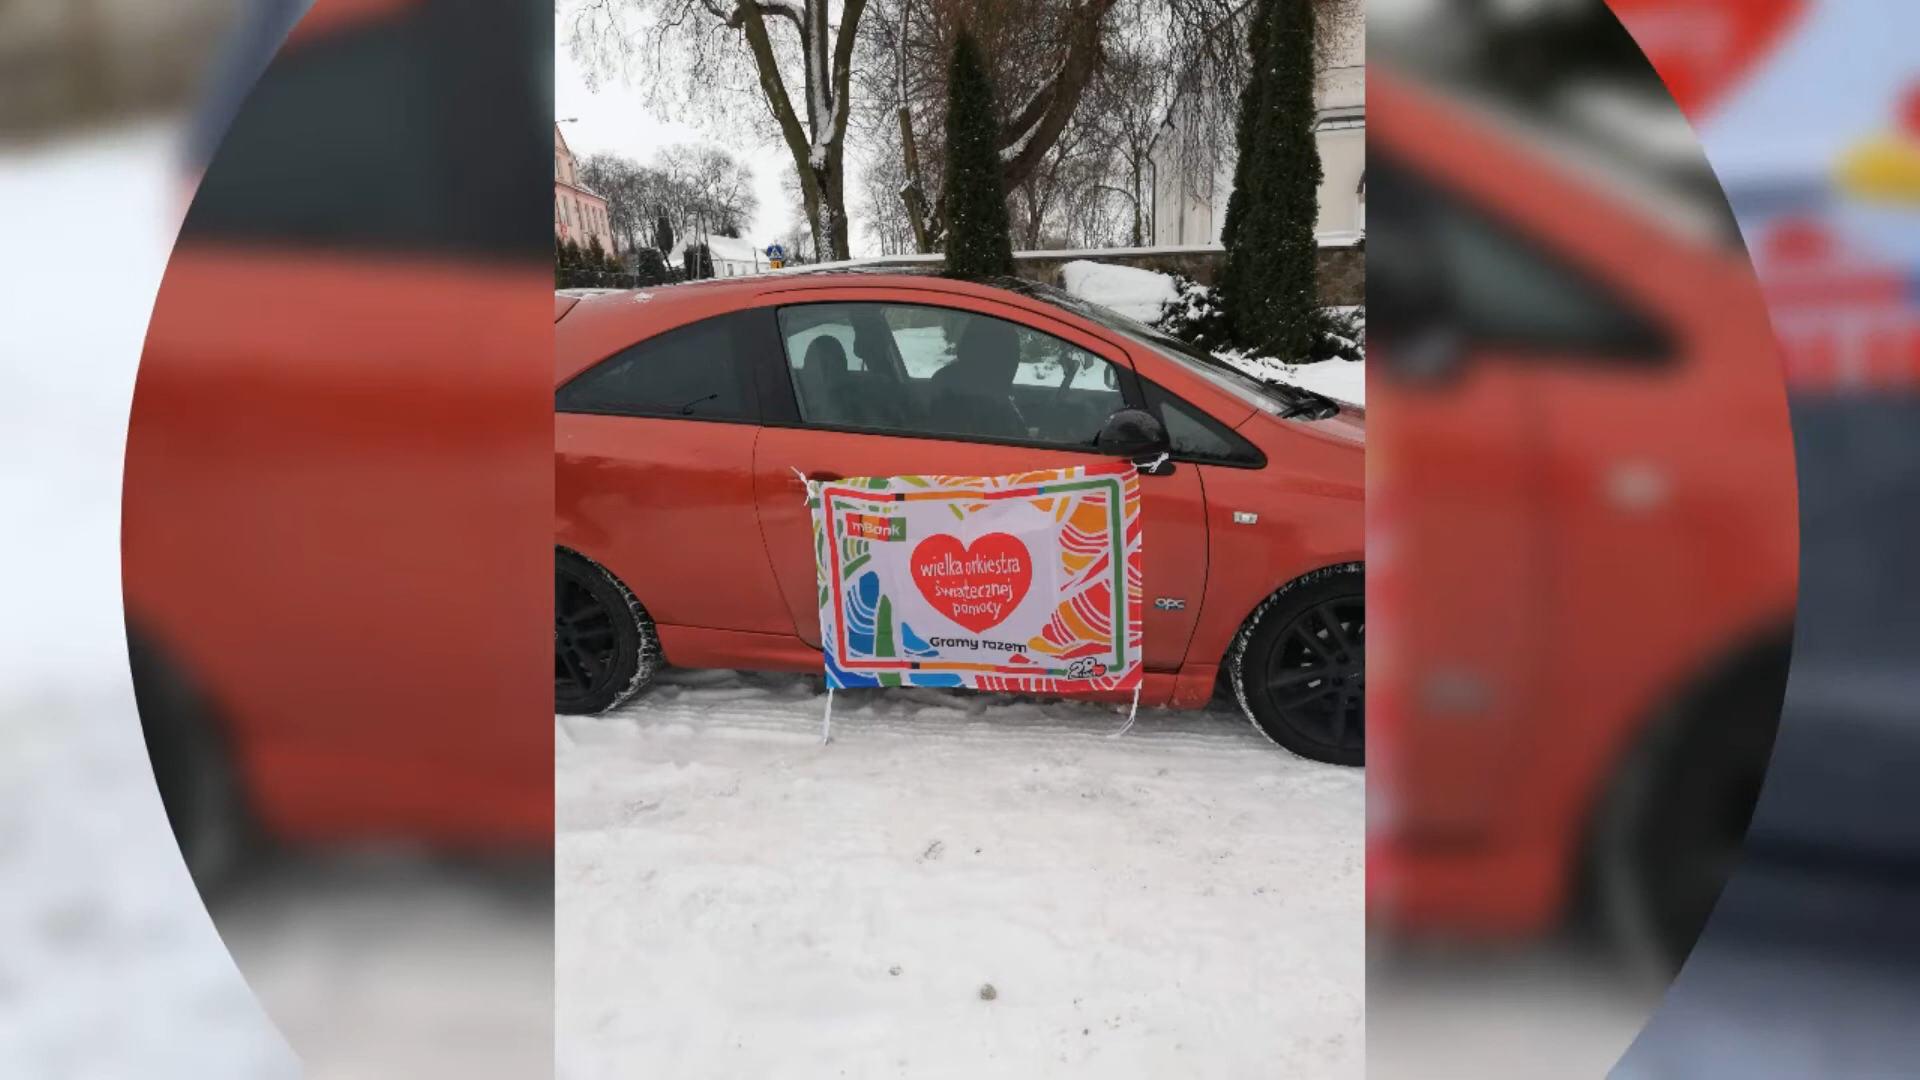 mBank
wielka orkiestra
świątecznej
pomocy
Gramy razem
OPC